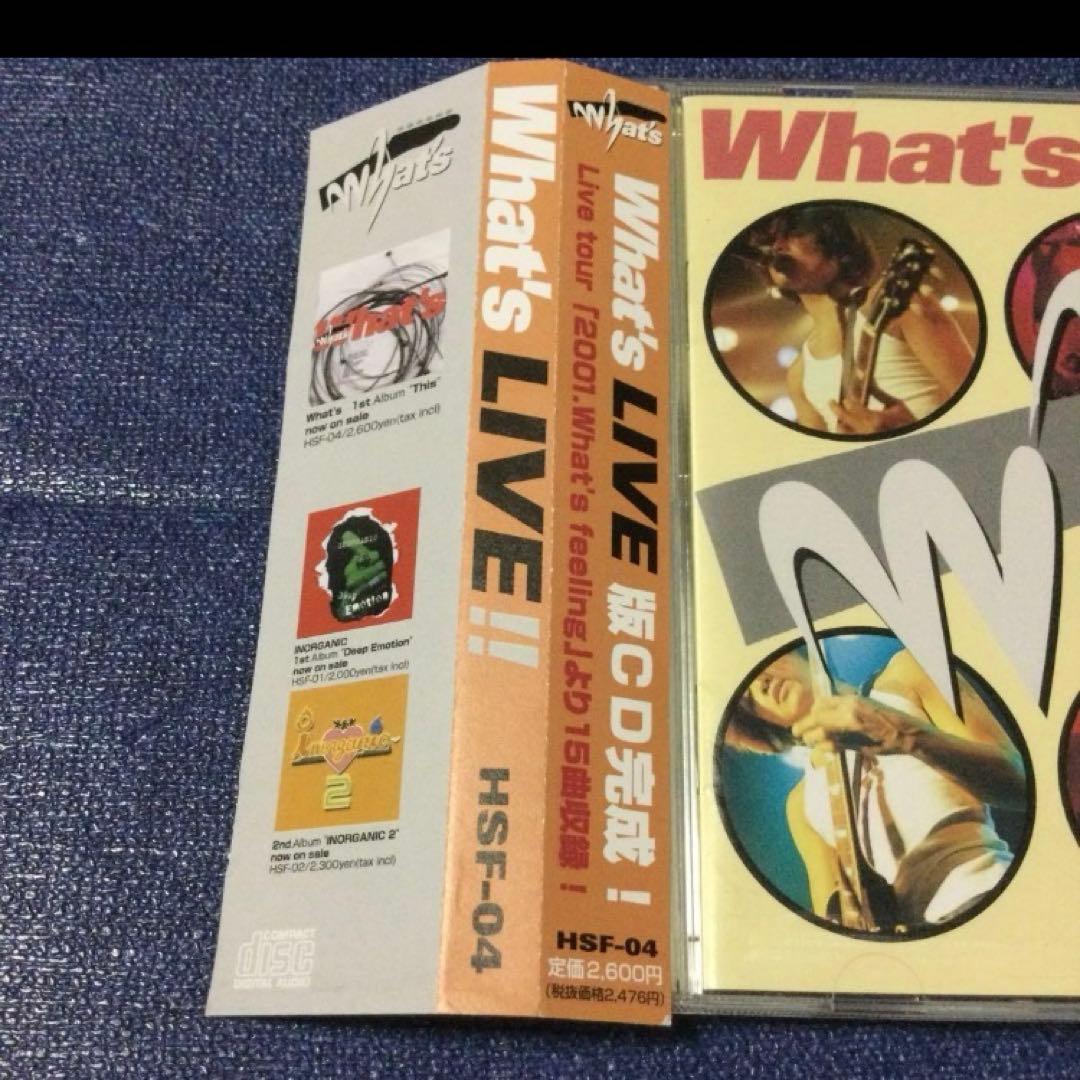 What's
What's
What's 1st Album "This"
now on sale
HSF-04/2,600yen(tax incl)
Emotion
INORGANIC
1st Album "Deep Emotion"
now on sale
HSF-01/2,000yen(tax incl)
inorganic
2
2nd Album "INORGANIC 2"
now on sale
HSF-02/2,300yen(tax incl)
COMPACT
disc
DIGITAL AUDIO
What's LIVE!!
HSF-04
What's
What's LIVE 版CD完成!
Live tour「2001.What's feeling」より15曲収録!
HSF-04
定価2,600円
(税抜価格2,476円)
What's